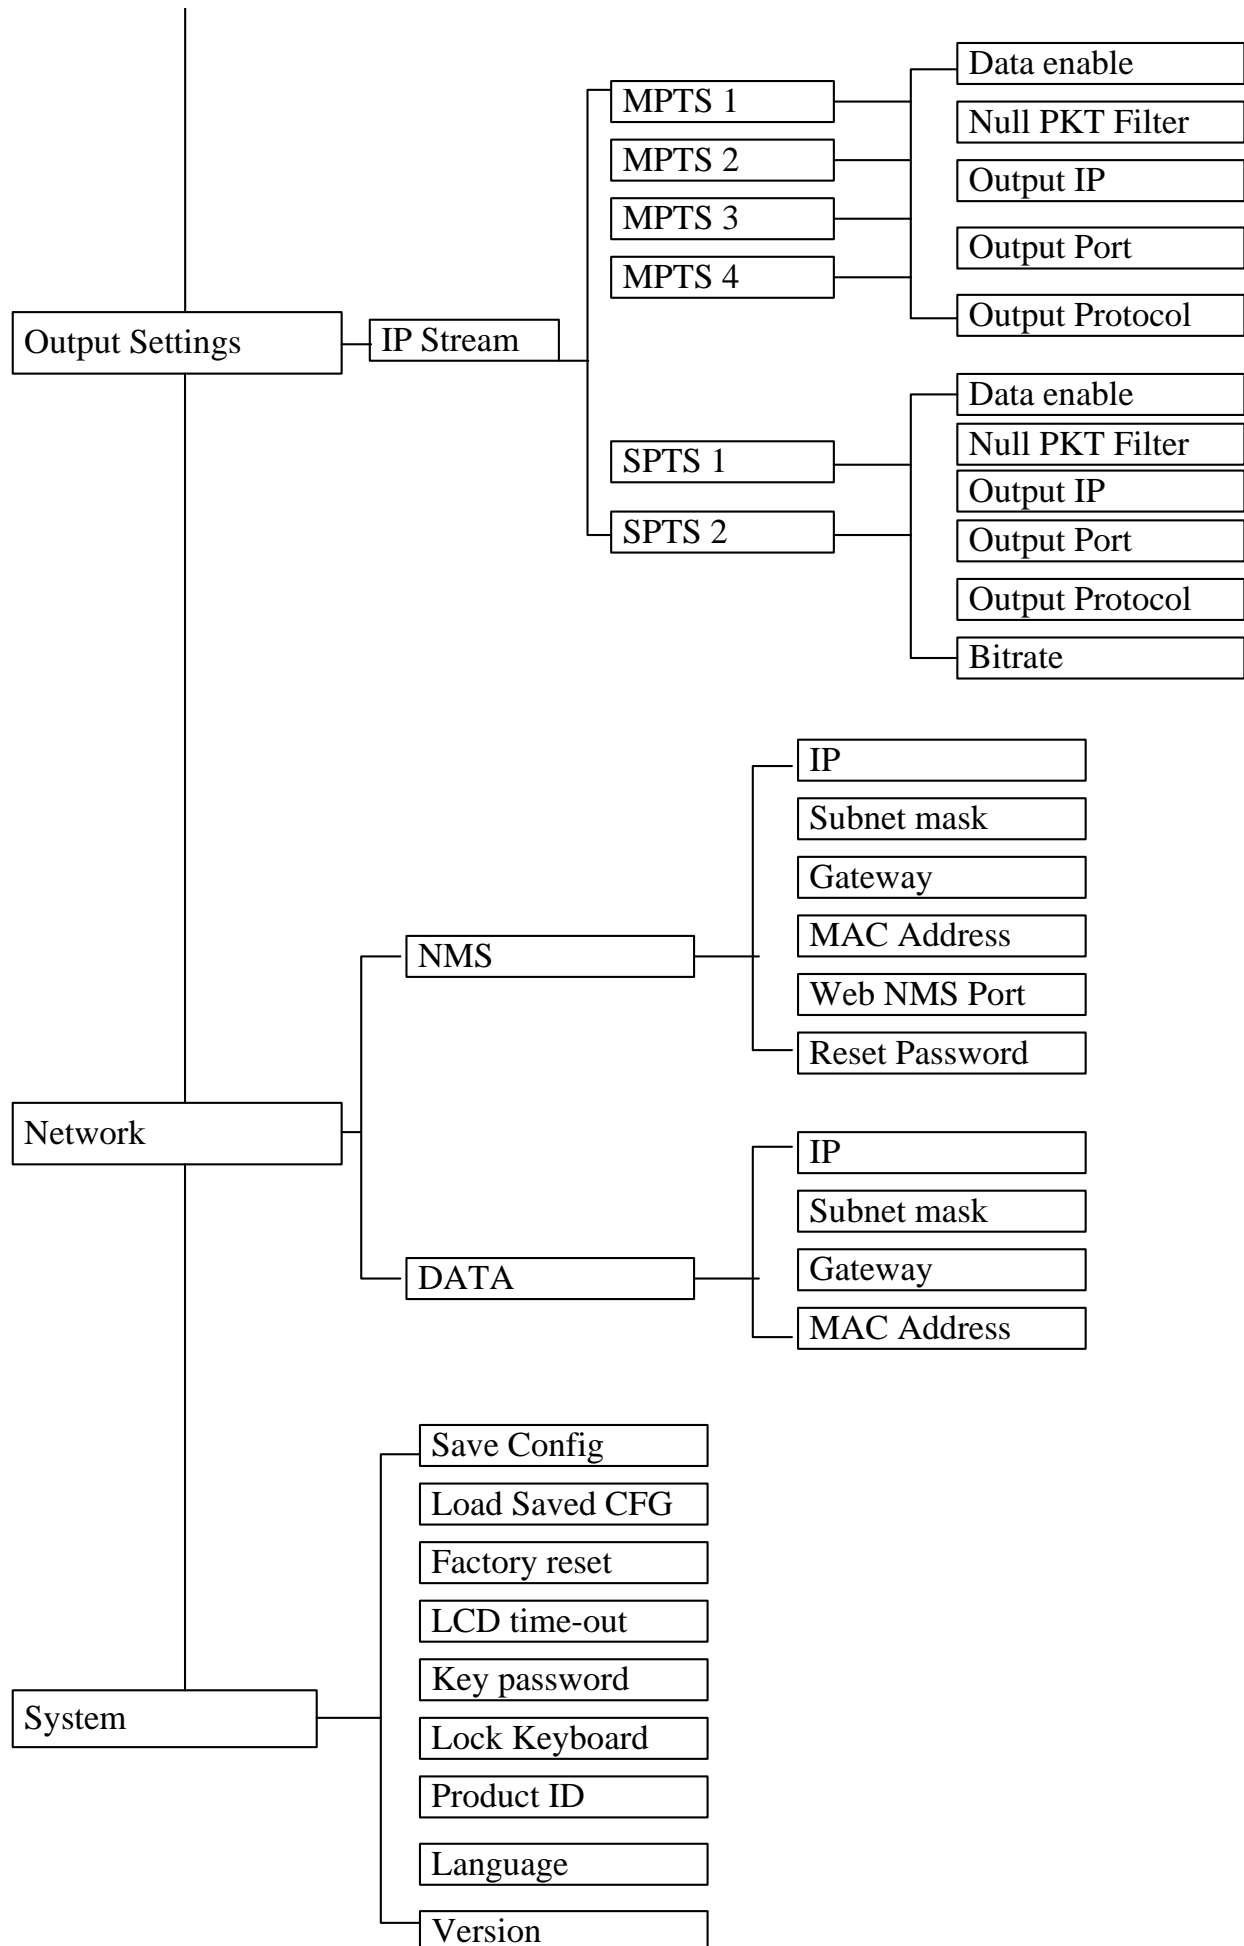 Output Settings
IP Stream
MPTS 1
MPTS 2
MPTS 3
MPTS 4
Data enable
Null PKT Filter
Output IP
Output Port
Output Protocol
SPTS 1
SPTS 2
Data enable
Null PKT Filter
Output IP
Output Port
Output Protocol
Bitrate
Network
NMS
IP
Subnet mask
Gateway
MAC Address
Web NMS Port
Reset Password
DATA
IP
Subnet mask
Gateway
MAC Address
System
Save Config
Load Saved CFG
Factory reset
LCD time-out
Key password
Lock Keyboard
Product ID
Language
Version